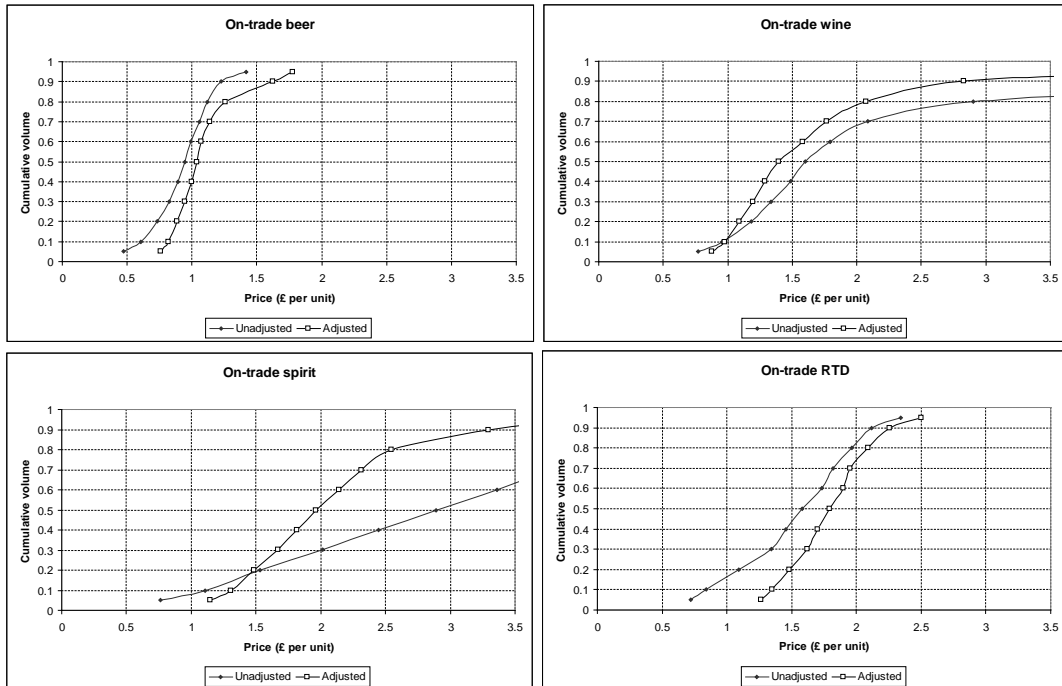 On-trade beer
Cumulative volume
1
0.9
0.8
0.7
0.6
0.5
0.4
0.3
0.2
0.1
0
0 0.5 1 1.5 2 2.5 3 3.5
Price (£ per unit)
Unadjusted Adjusted
On-trade wine
Cumulative volume
1
0.9
0.8
0.7
0.6
0.5
0.4
0.3
0.2
0.1
0
0 0.5 1 1.5 2 2.5 3 3.5
Price (£ per unit)
Unadjusted Adjusted
On-trade spirit
Cumulative volume
1
0.9
0.8
0.7
0.6
0.5
0.4
0.3
0.2
0.1
0
0 0.5 1 1.5 2 2.5 3 3.5
Price (£ per unit)
Unadjusted Adjusted
On-trade RTD
Cumulative volume
1
0.9
0.8
0.7
0.6
0.5
0.4
0.3
0.2
0.1
0
0 0.5 1 1.5 2 2.5 3 3.5
Price (£ per unit)
Unadjusted Adjusted